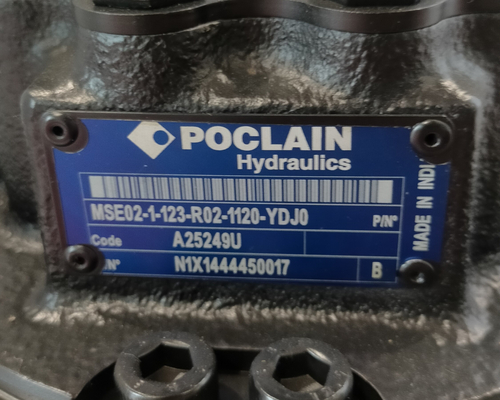 POCLAIN
Hydraulics
MSE02-1-123-R02-1120-YDJ0 P/N°
Code A25249U
N° N1X1444450017 B
MADE IN INDI